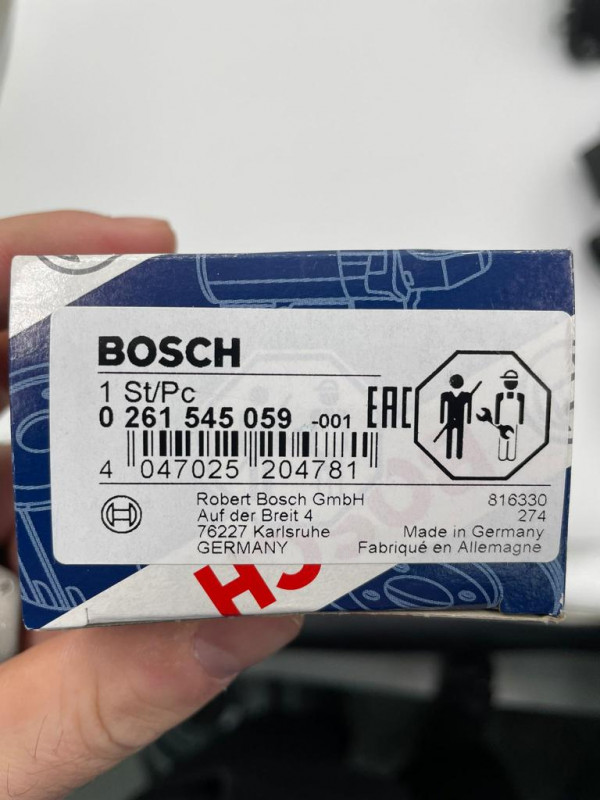 BOSCH
1 St/Pc
0 261 545 059 -001
EAC
4 047025 204781
Robert Bosch GmbH 816330
Auf der Breit 4 274
76227 Karlsruhe Made in Germany
GERMANY Fabriqué en Allemagne